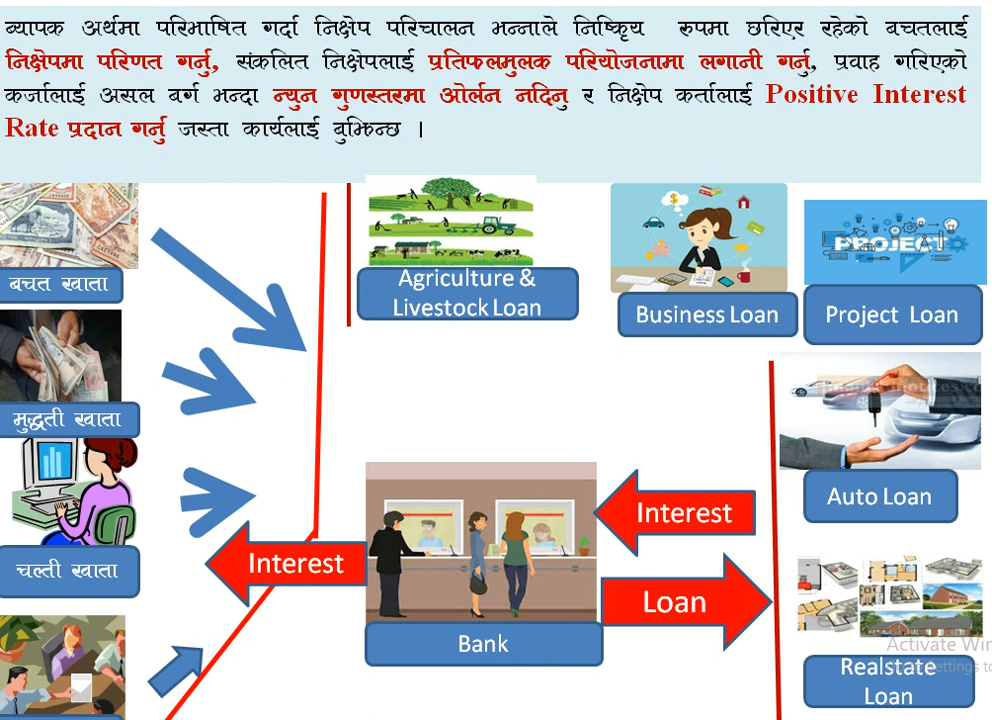 ब्यापक अर्थमा परिभाषित गर्दा निक्षेप परिचालन भन्नाले निष्क्रिय रुपमा छरिएर रहेको बचतलाई
निक्षेपमा परिणत गर्नु, संकलित निक्षेपलाई प्रतिफलमुलक परियोजनामा लगानी गर्नु, प्रवाह गरिएको
कर्जालाई असल बर्ग भन्दा न्युन गुणस्तरमा ओर्लन नदिनु र निक्षेप कर्तालाई Positive Interest
Rate प्रदान गर्नु जस्ता कार्यलाई बुझिन्छ ।
बचत खाता
Agriculture &
Livestock Loan
Business Loan
PROJECT
Project Loan
मुद्धती खाता
Auto Loan
Interest
चल्ती खाता
Interest
Loan
Bank
Activate Win
Realstate
Loan